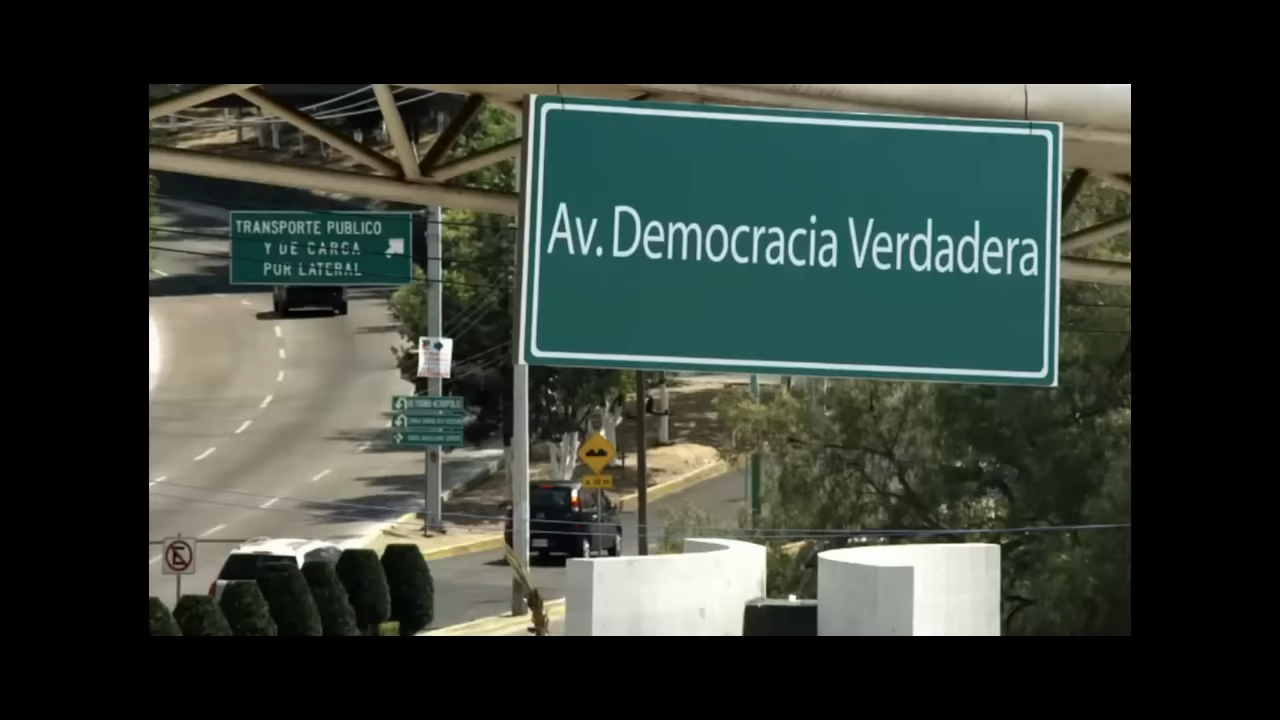 Av. Democracia Verdadera
TRANSPORTE PUBLICO
Y DE CARGA
POR LATERAL
E